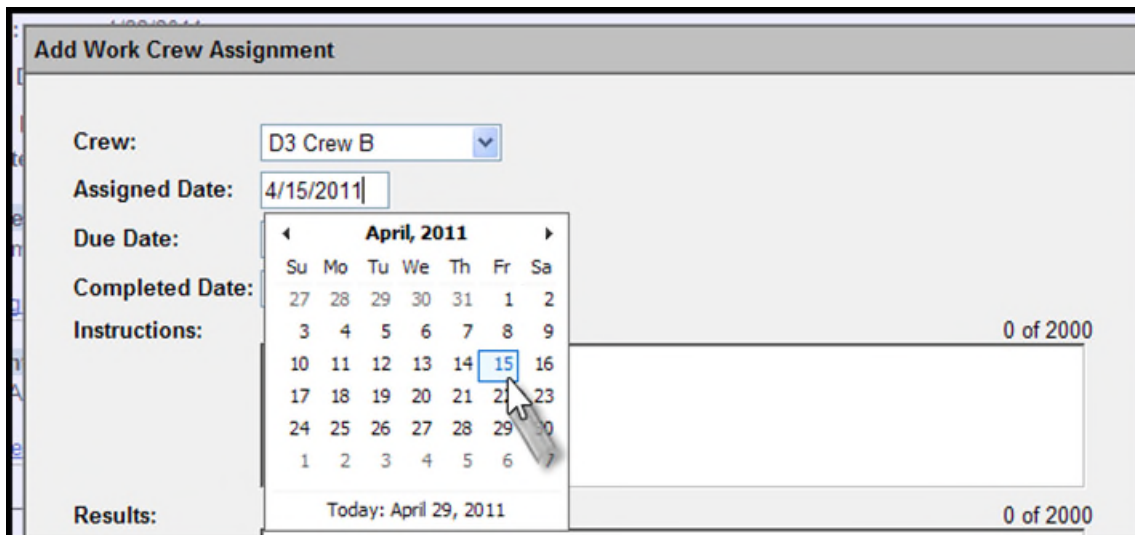 Add Work Crew Assignment
Crew: D3 Crew B
Assigned Date: 4/15/2011
Due Date:
April, 2011
Su Mo Tu We Th Fr Sa
Completed Date:
27 28 29 30 31 1 2
Instructions: 0 of 2000
3 4 5 6 7 8 9
10 11 12 13 14 15 16
17 18 19 20 21 22 23
24 25 26 27 28 29 30
1 2 3 4 5 6 7
Today: April 29, 2011
Results: 0 of 2000